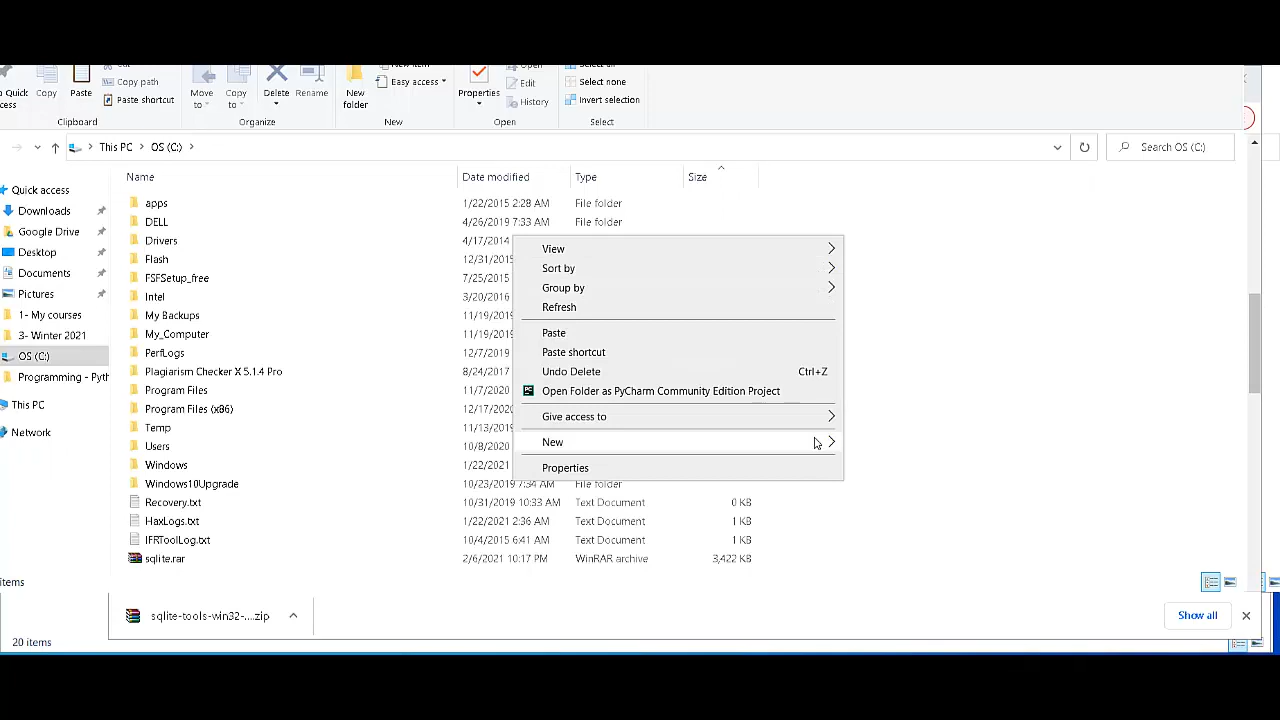 Quick
cess
Copy
Paste
Cut
Copy path
Paste shortcut
Clipboard
Move to
Copy to
Delete
Rename
Organize
New folder
New item
Easy access
New
Properties
Open
Edit
History
Open
Select all
Select none
Invert selection
Select
This PC
OS (C:)
Search OS (C:)
Name
Date modified
Type
Size
Quick access
Downloads
Google Drive
Desktop
Documents
Pictures
1- My courses
3- Winter 2021
OS (C:)
Programming - Pyth
This PC
Network
apps 1/22/2015 2:28 AM File folder
DELL 4/26/2019 7:33 AM File folder
Drivers 4/17/2014
Flash 12/31/2015
FSFSetup_free 7/25/2015
Intel 3/20/2016
My Backups 11/19/2019
My_Computer 11/19/2019
PerfLogs 12/7/2019
Plagiarism Checker X 5.1.4 Pro 8/24/2017
Program Files 11/7/2020
Program Files (x86) 12/17/2020
Temp 11/13/2019
Users 10/8/2020
Windows 1/22/2021
Windows10Upgrade 10/23/2019 7:34 AM File folder
Recovery.txt 10/31/2019 10:33 AM Text Document 0 KB
HaxLogs.txt 1/22/2021 2:36 AM Text Document 1 KB
IFRToolLog.txt 10/4/2015 6:41 AM Text Document 1 KB
sqlite.rar 2/6/2021 10:17 PM WinRAR archive 3,422 KB
View
Sort by
Group by
Refresh
Paste
Paste shortcut
Undo Delete Ctrl+Z
Open Folder as PyCharm Community Edition Project
Give access to
New
Properties
items
sqlite-tools-win32-....zip
Show all
20 items